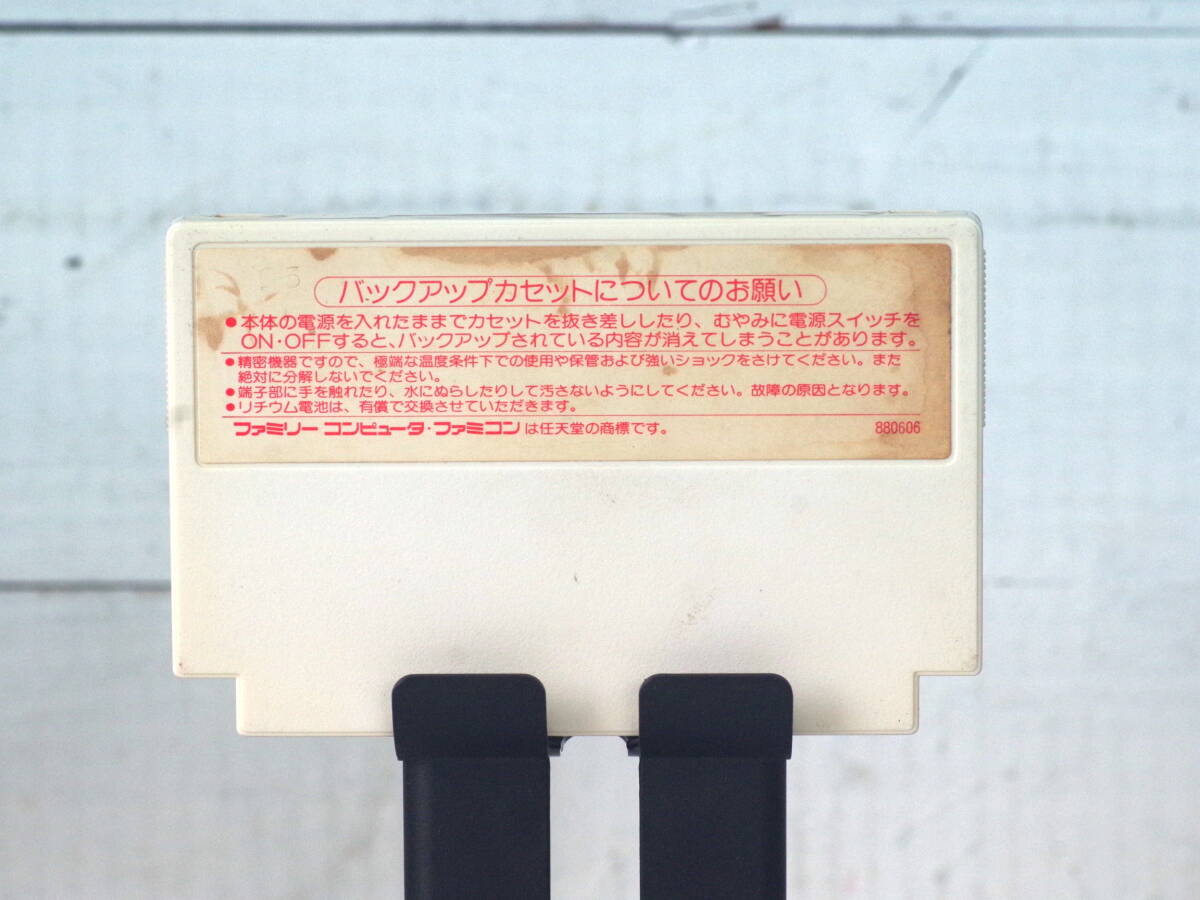 E3
バックアップカセットについてのお願い
●本体の電源を入れたままでカセットを抜き差ししたり、むやみに電源スイッチを
ON・OFFすると、バックアップされている内容が消えてしまうことがあります。
●精密機器ですので、極端な温度条件下での使用や保管および強いショックをさけてください。また
絶対に分解しないでください。
●端子部に手を触れたり、水にぬらしたりして汚さないようにしてください。故障の原因となります。
●リチウム電池は、有償で交換させていただきます。
ファミリーコンピュータ・ファミコンは任天堂の商標です。 880606